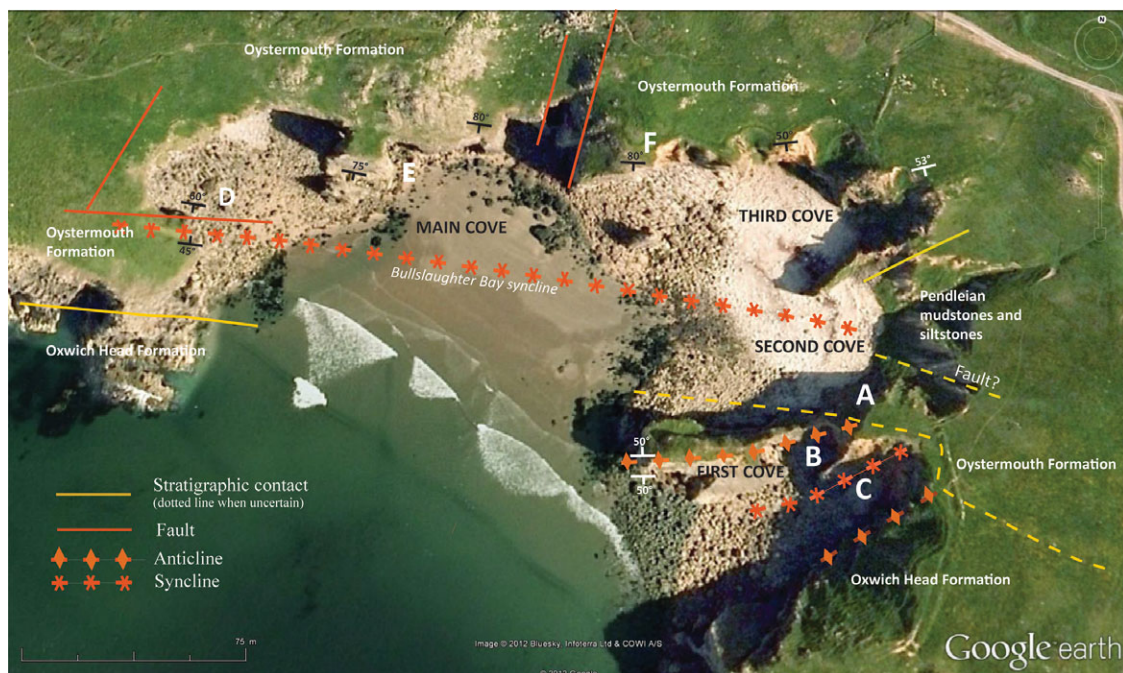 Oystermouth Formation
N
Oystermouth Formation
80°
50°
F
80°
53°
75°
E
D
60°
THIRD COVE
MAIN COVE
Oystermouth
Formation
45°
Bullslaughter Bay syncline
Pendleian
mudstones and
siltstones
Oxwich Head Formation
SECOND COVE
Fault?
A
50°
B
FIRST COVE
Oystermouth Formation
50°
C
Stratigraphic contact
(dotted line when uncertain)
Fault
Anticline
Syncline
Oxwich Head Formation
75 m
Image © 2012 Bluesky, Infoterra Ltd & COWI A/S
Google earth